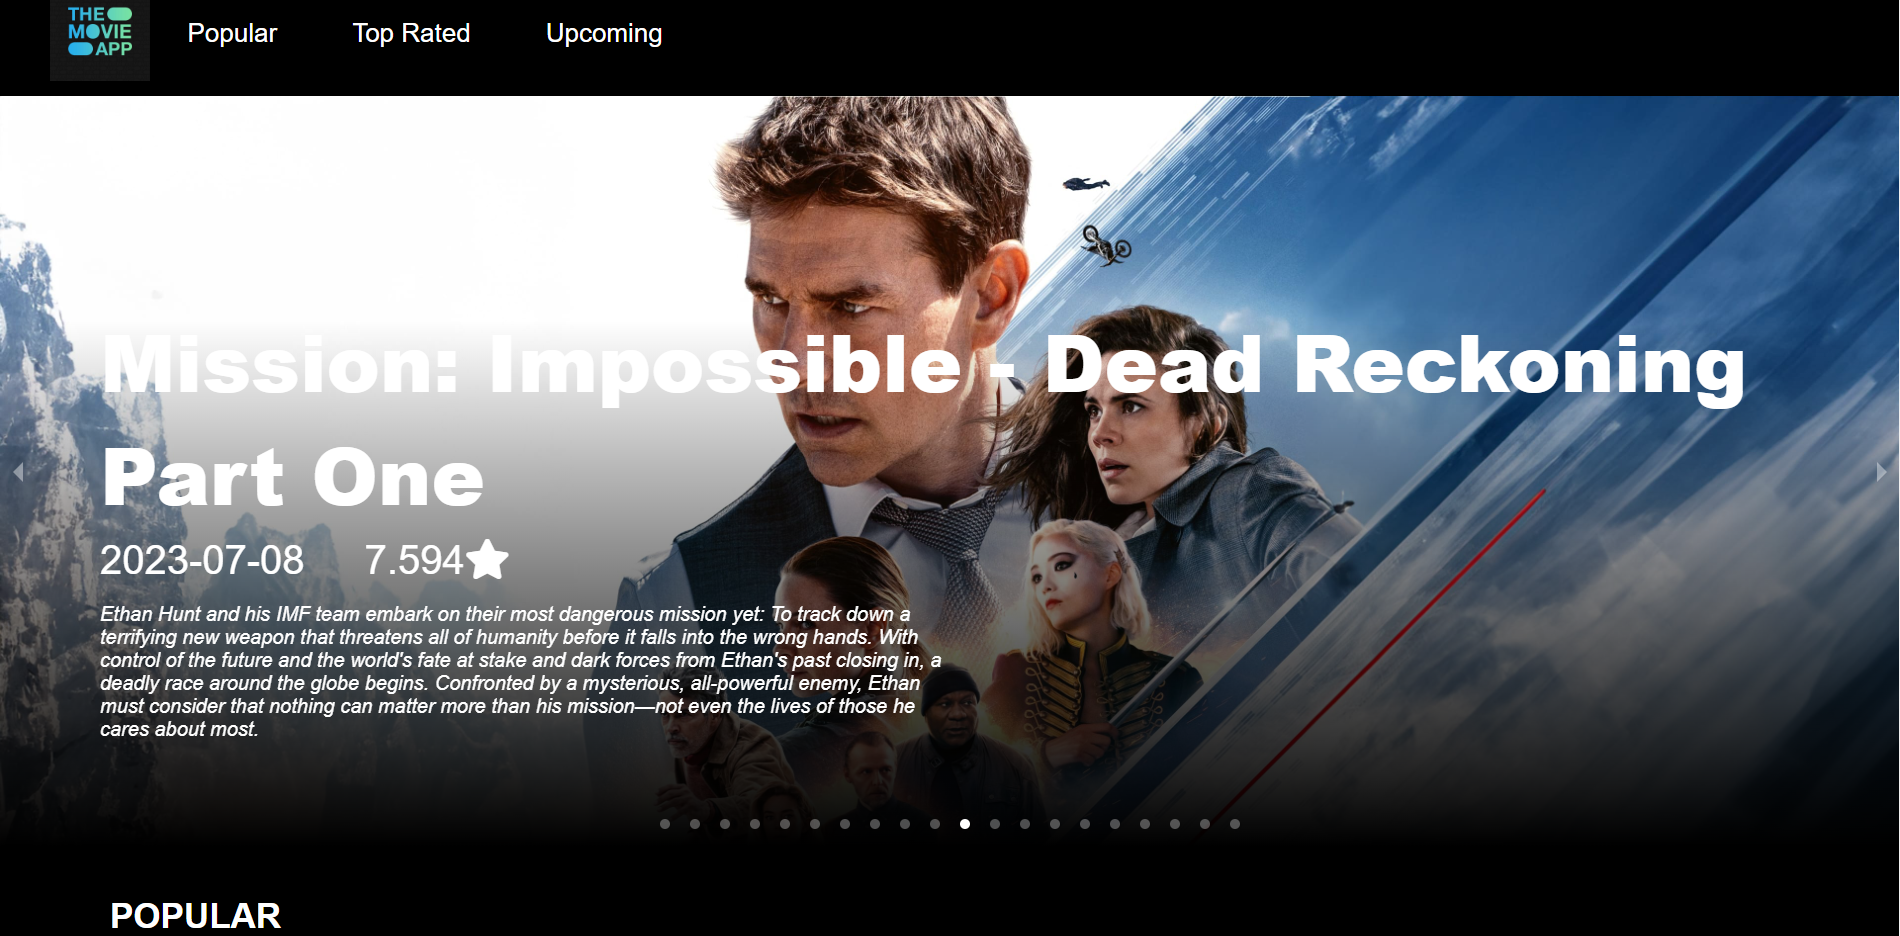 THE
MOVIE
APP
Popular Top Rated Upcoming
Mission: Impossible - Dead Reckoning
Part One
2023-07-08 7.594
Ethan Hunt and his IMF team embark on their most dangerous mission yet: To track down a
terrifying new weapon that threatens all of humanity before it falls into the wrong hands. With
control of the future and the world's fate at stake and dark forces from Ethan's past closing in, a
deadly race around the globe begins. Confronted by a mysterious, all-powerful enemy, Ethan
must consider that nothing can matter more than his mission—not even the lives of those he
cares about most.
POPULAR